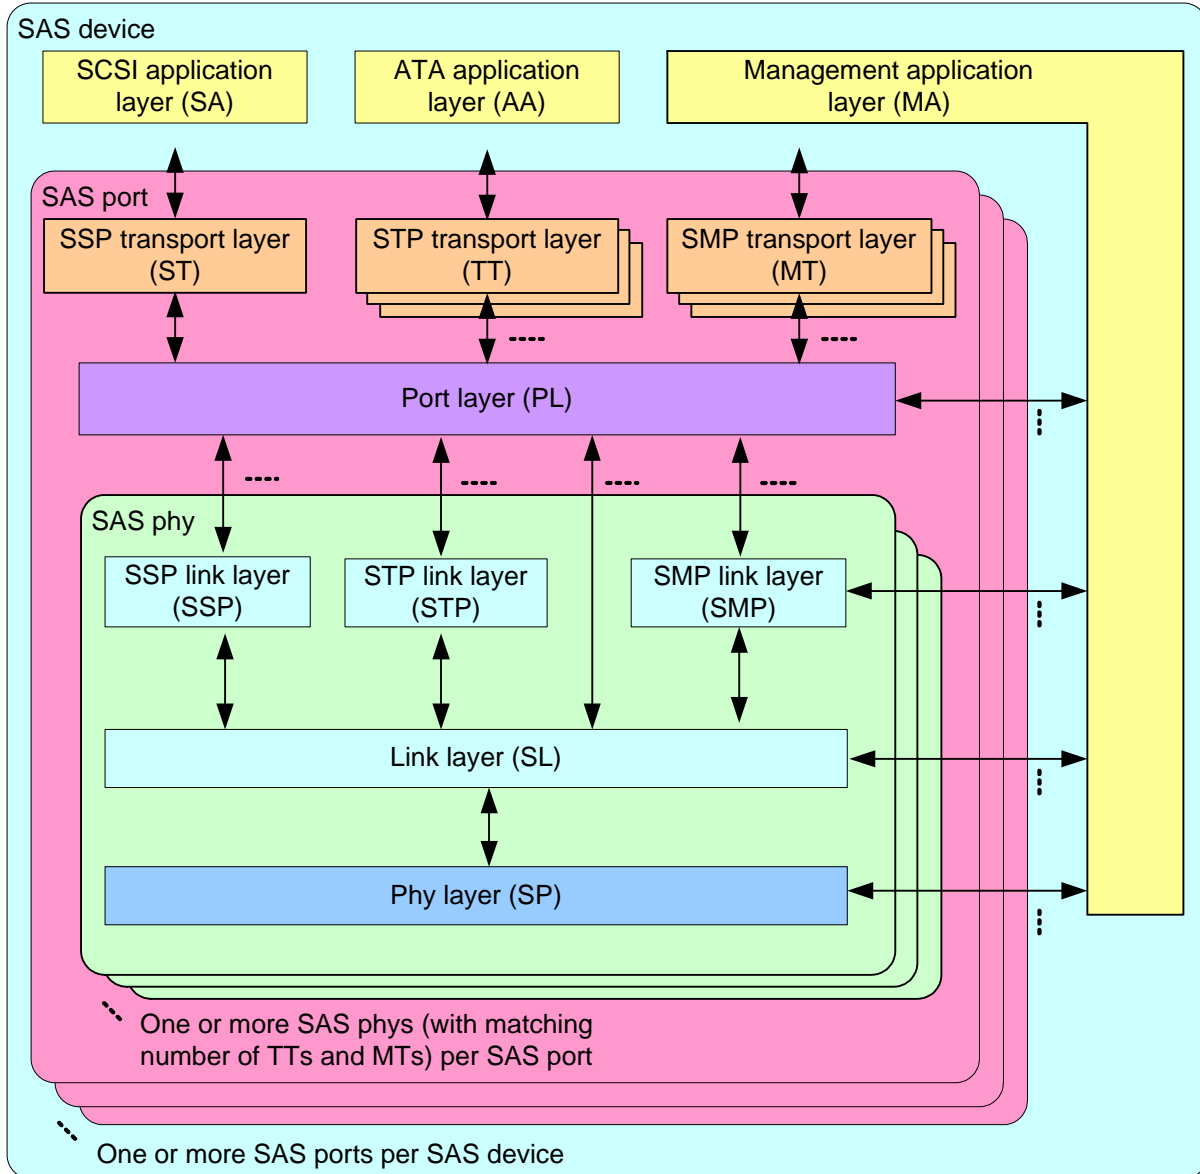 SAS device
SCSI application
layer (SA)
ATA application
layer (AA)
Management application
layer (MA)
SAS port
SSP transport layer
(ST)
STP transport layer
(TT)
SMP transport layer
(MT)
Port layer (PL)
SAS phy
SSP link layer
(SSP)
STP link layer
(STP)
SMP link layer
(SMP)
Link layer (SL)
Phy layer (SP)
One or more SAS phys (with matching
number of TTs and MTs) per SAS port
One or more SAS ports per SAS device